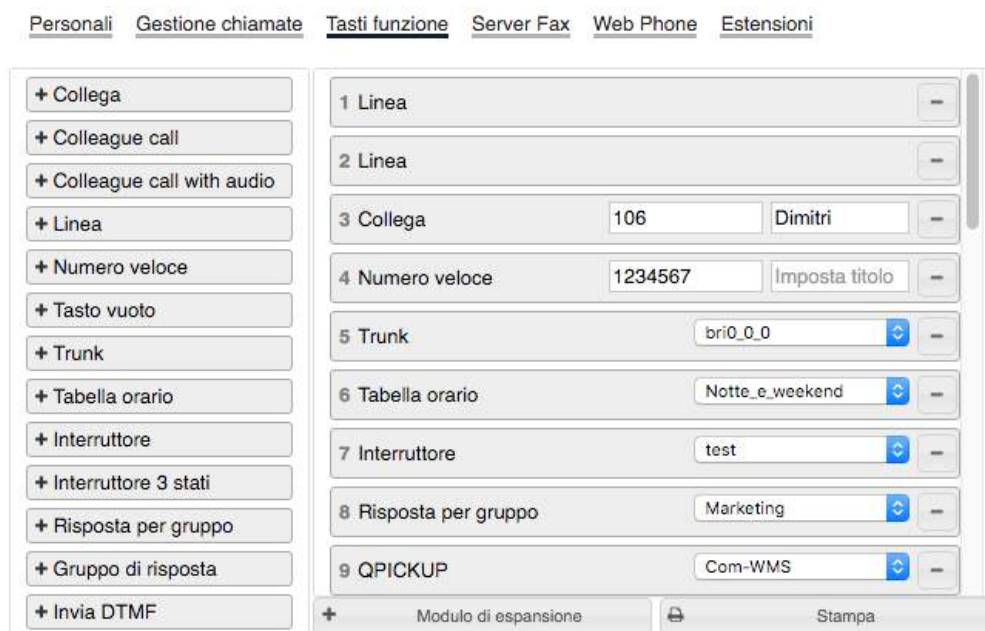 Personali Gestione chiamate Tasti funzione Server Fax Web Phone Estensioni
+ Collega
+ Colleague call
+ Colleague call with audio
+ Linea
+ Numero veloce
+ Tasto vuoto
+ Trunk
+ Tabella orario
+ Interruttore
+ Interruttore 3 stati
+ Risposta per gruppo
+ Gruppo di risposta
+ Invia DTMF
1 Linea
2 Linea
3 Collega 106 Dimitri
4 Numero veloce 1234567 Imposta titolo
5 Trunk bri0_0_0
6 Tabella orario Notte_e_weekend
7 Interruttore test
8 Risposta per gruppo Marketing
9 QPICKUP Com-WMS
+ Modulo di espansione Stampa